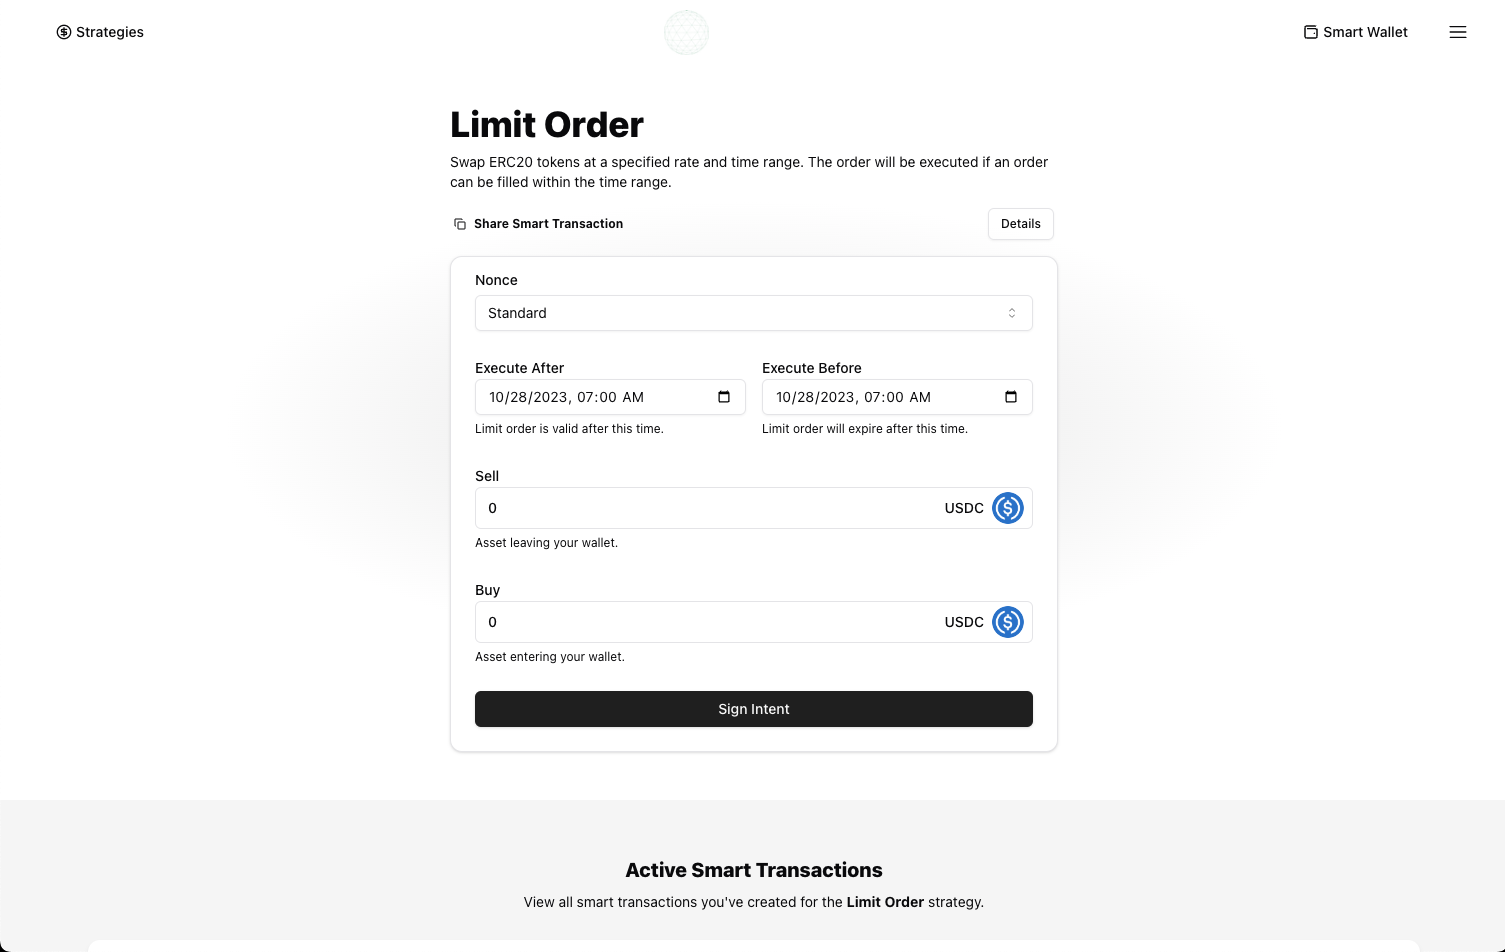 Strategies
Smart Wallet
Limit Order
Swap ERC20 tokens at a specified rate and time range. The order will be executed if an order
can be filled within the time range.
Share Smart Transaction
Details
Nonce
Standard
Execute After
Execute Before
10/28/2023, 07:00 AM
10/28/2023, 07:00 AM
Limit order is valid after this time.
Limit order will expire after this time.
Sell
0
USDC
Asset leaving your wallet.
Buy
0
USDC
Asset entering your wallet.
Sign Intent
Active Smart Transactions
View all smart transactions you've created for the Limit Order strategy.